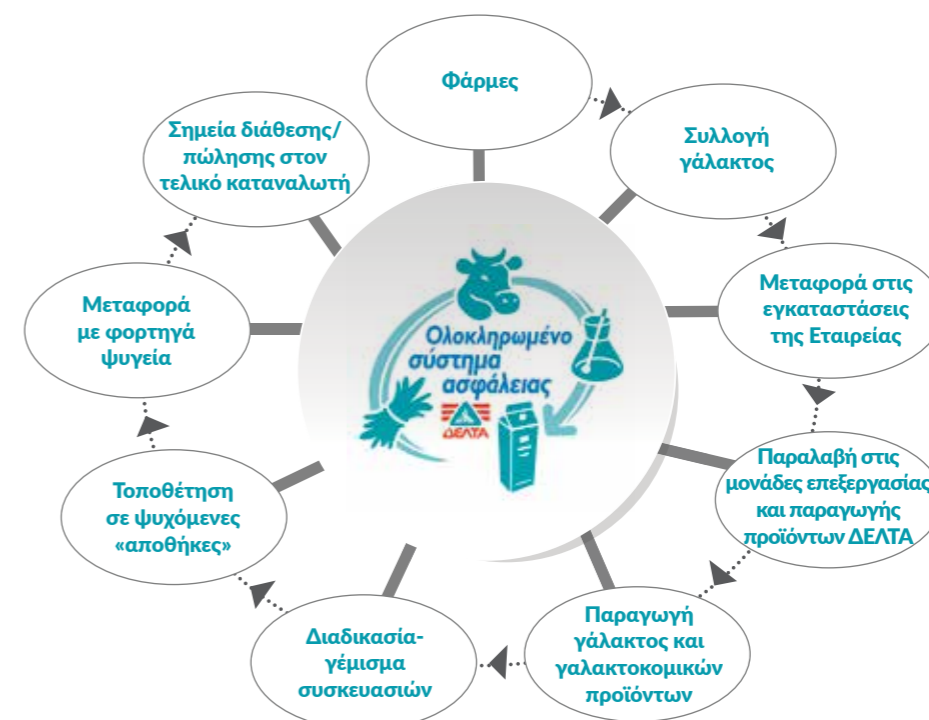 Φάρμες
Συλλογή
γάλακτος
Μεταφορά στις
εγκαταστάσεις
της Εταιρείας
Παραλαβή στις
μονάδες επεξεργασίας
και παραγωγής
προϊόντων ΔΕΛΤΑ
Παραγωγή
γάλακτος και
γαλακτοκομικών
προϊόντων
Διαδικασία-
γέμισμα
συσκευασιών
Τοποθέτηση
σε ψυχόμενες
«αποθήκες»
Μεταφορά
με φορτηγά
ψυγεία
Σημεία διάθεσης/
πώλησης στον
τελικό καταναλωτή
Ολοκληρωμένο
σύστημα
ασφάλειας
ΔΕΛΤΑ